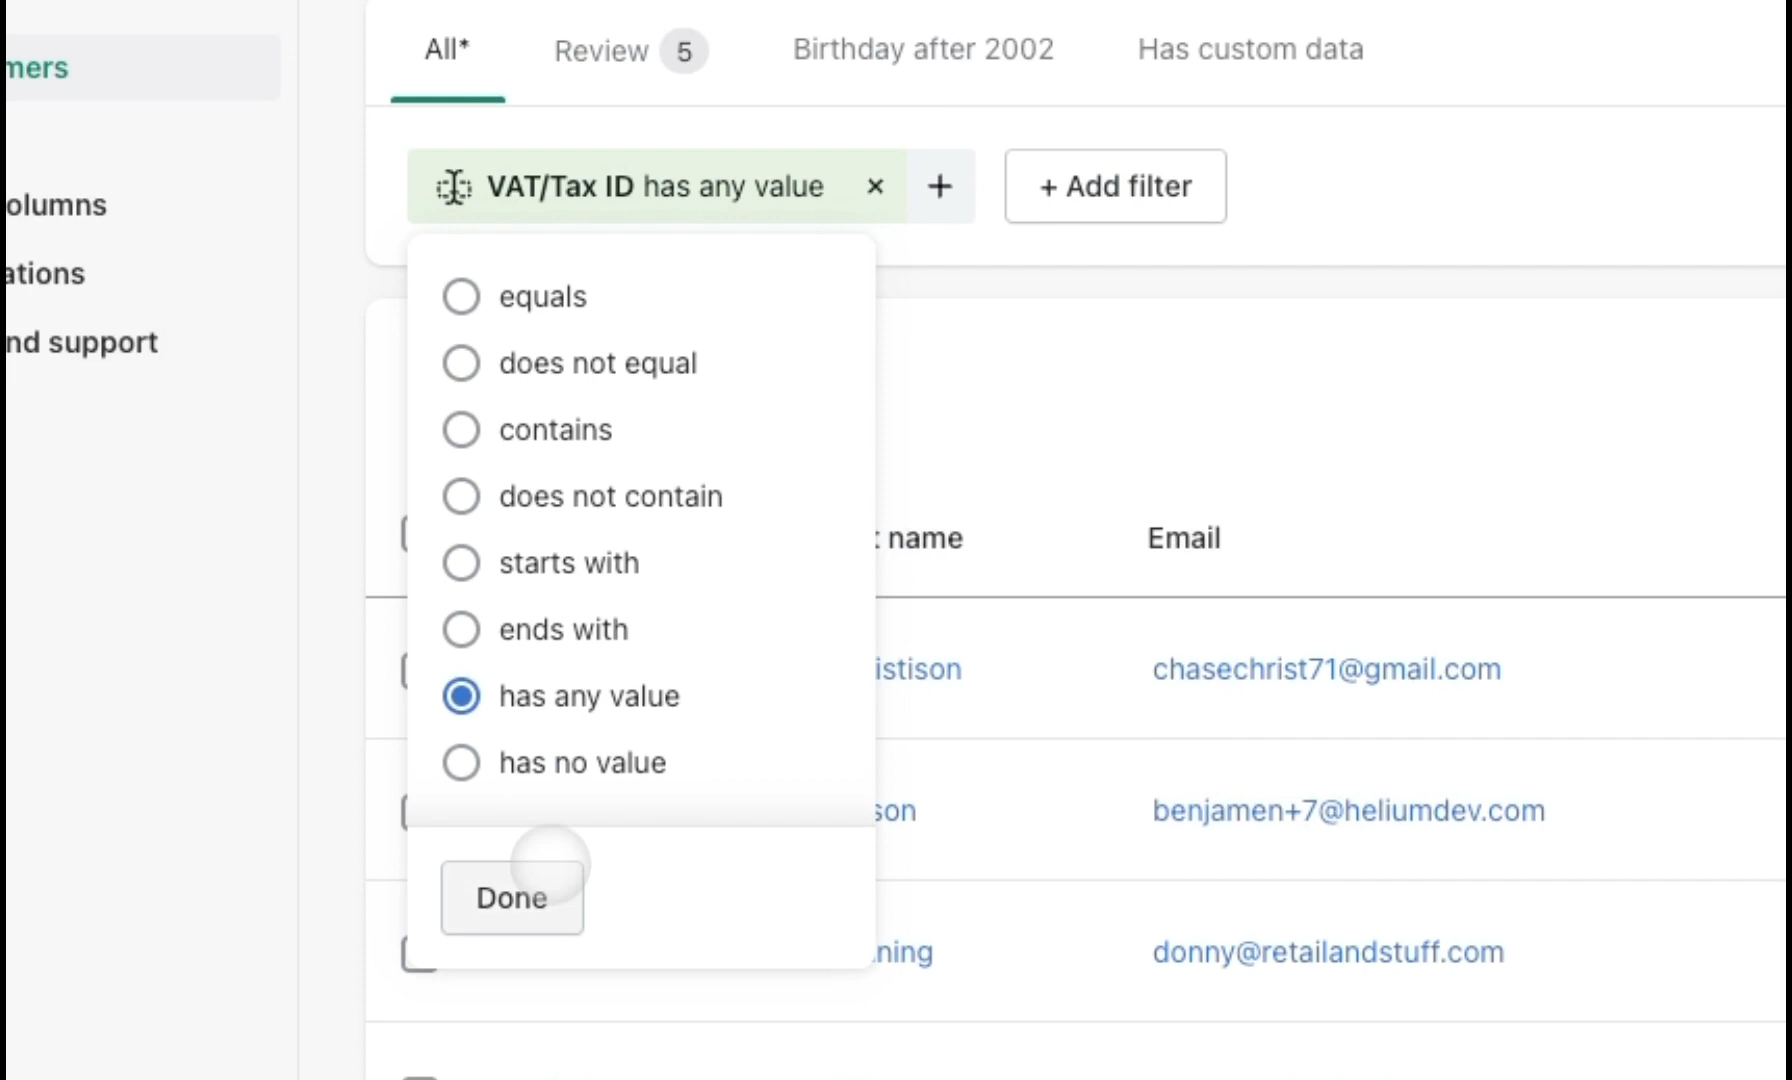 mers
olumns
ations
nd support
All* Review 5 Birthday after 2002 Has custom data
VAT/Tax ID has any value × + + Add filter
equals
does not equal
contains
does not contain
starts with
ends with
has any value
has no value
Done
t name Email
istison chasechrist71@gmail.com
son benjamen+7@heliumdev.com
ning donny@retailandstuff.com